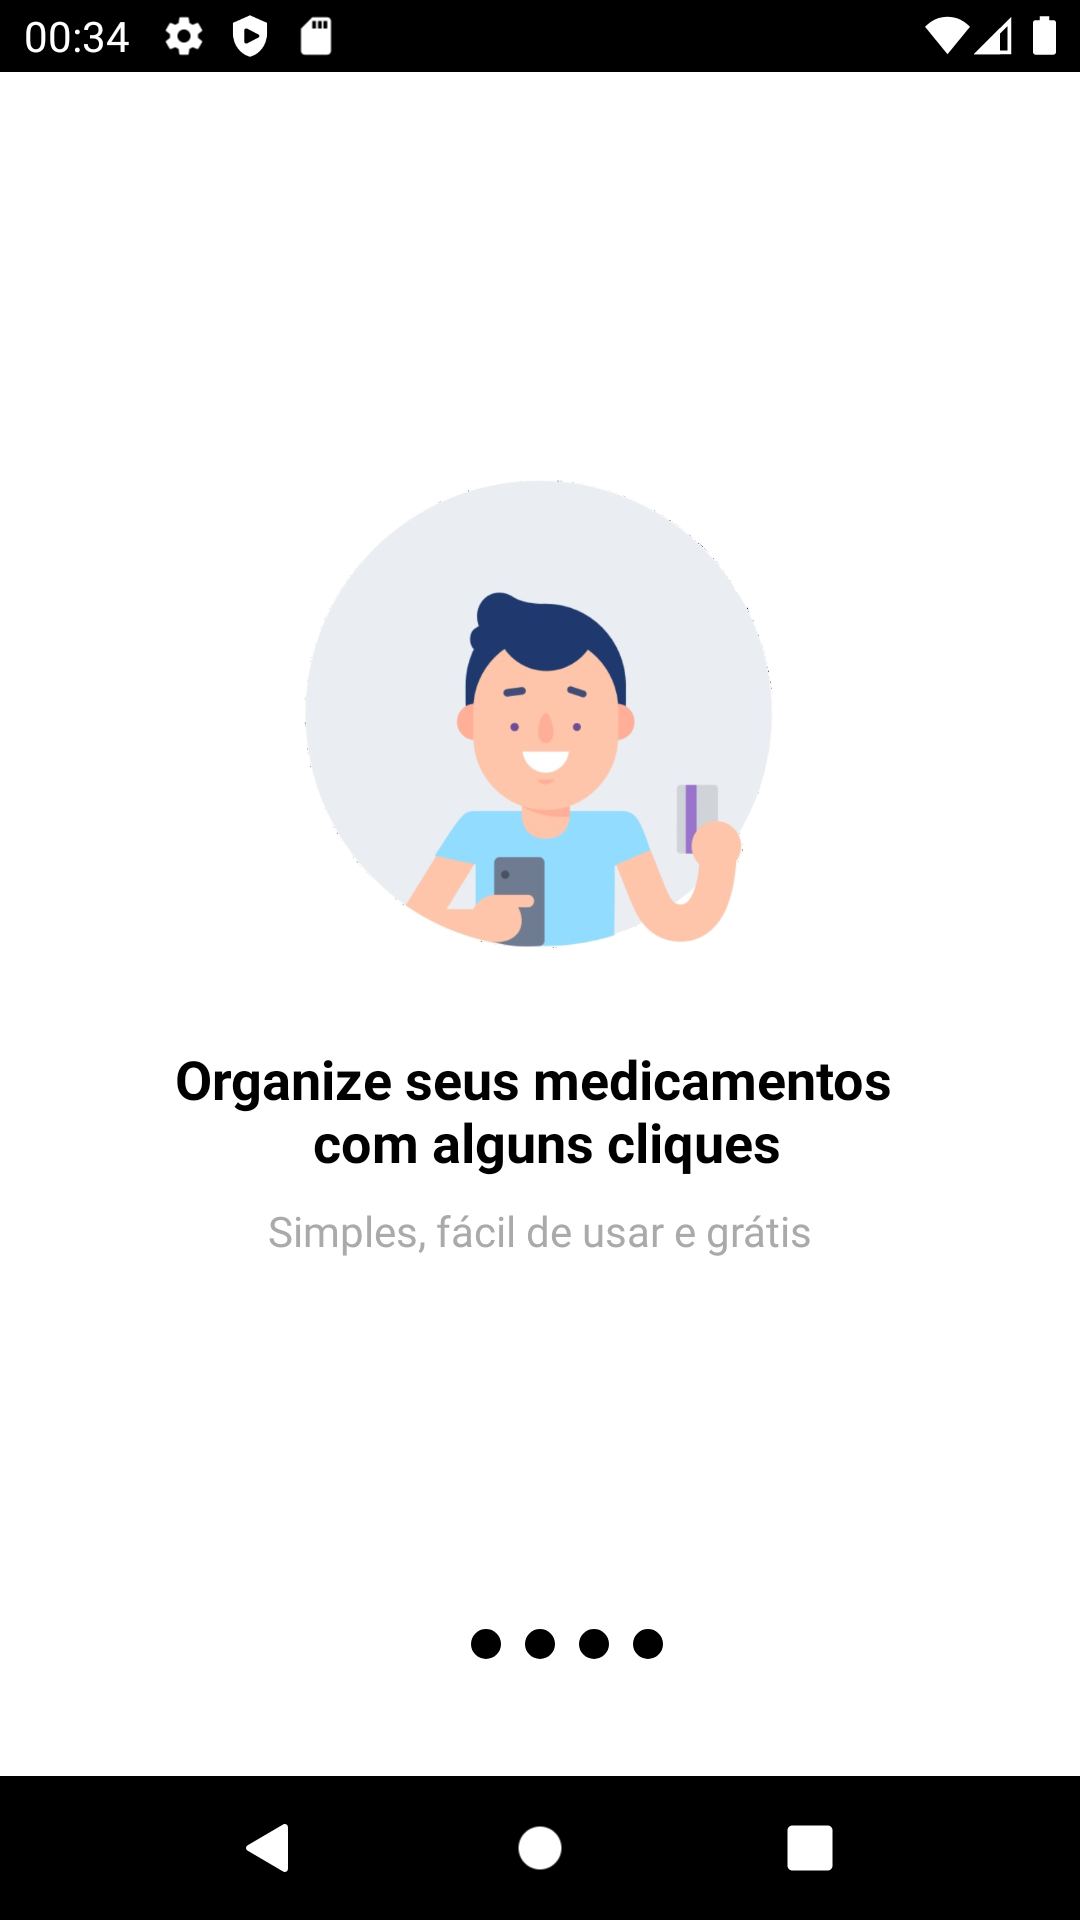 00:34
Organize seus medicamentos
com alguns cliques
Simples, fácil de usar e grátis